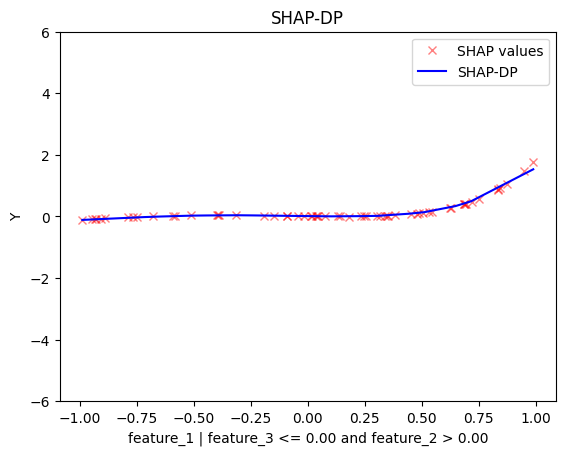 SHAP-DP
6
4
2
0
−2
−4
−6
Y
SHAP values
SHAP-DP
−1.00 −0.75 −0.50 −0.25 0.00 0.25 0.50 0.75 1.00
feature_1 | feature_3 <= 0.00 and feature_2 > 0.00